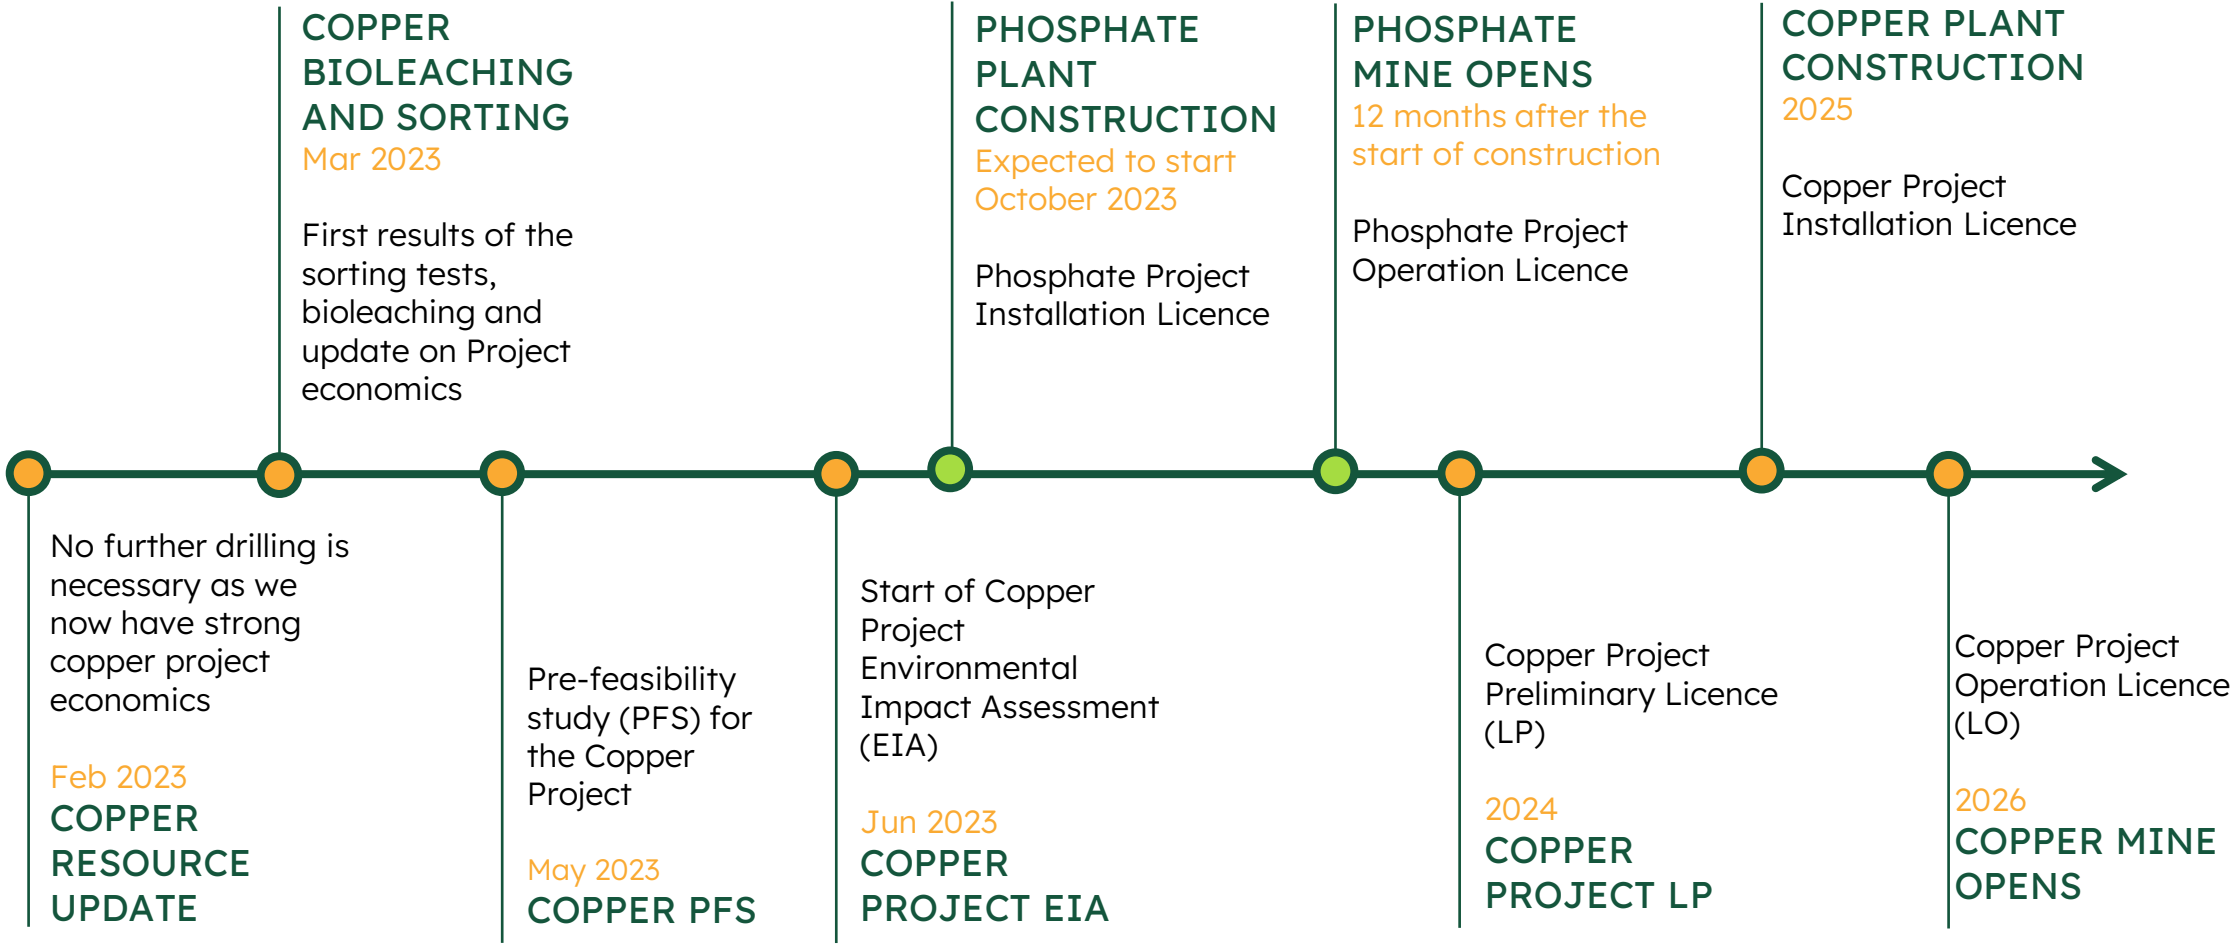 COPPER
BIOLEACHING
AND SORTING
Mar 2023
First results of the
sorting tests,
bioleaching and
update on Project
economics
PHOSPHATE
PLANT
CONSTRUCTION
Expected to start
October 2023
Phosphate Project
Installation Licence
PHOSPHATE
MINE OPENS
12 months after the
start of construction
Phosphate Project
Operation Licence
COPPER PLANT
CONSTRUCTION
2025
Copper Project
Installation Licence
No further drilling is
necessary as we
now have strong
copper project
economics
Feb 2023
COPPER
RESOURCE
UPDATE
Pre-feasibility
study (PFS) for
the Copper
Project
May 2023
COPPER PFS
Start of Copper
Project
Environmental
Impact Assessment
(EIA)
Jun 2023
COPPER
PROJECT EIA
Copper Project
Preliminary Licence
(LP)
2024
COPPER
PROJECT LP
Copper Project
Operation Licence
(LO)
2026
COPPER MINE
OPENS